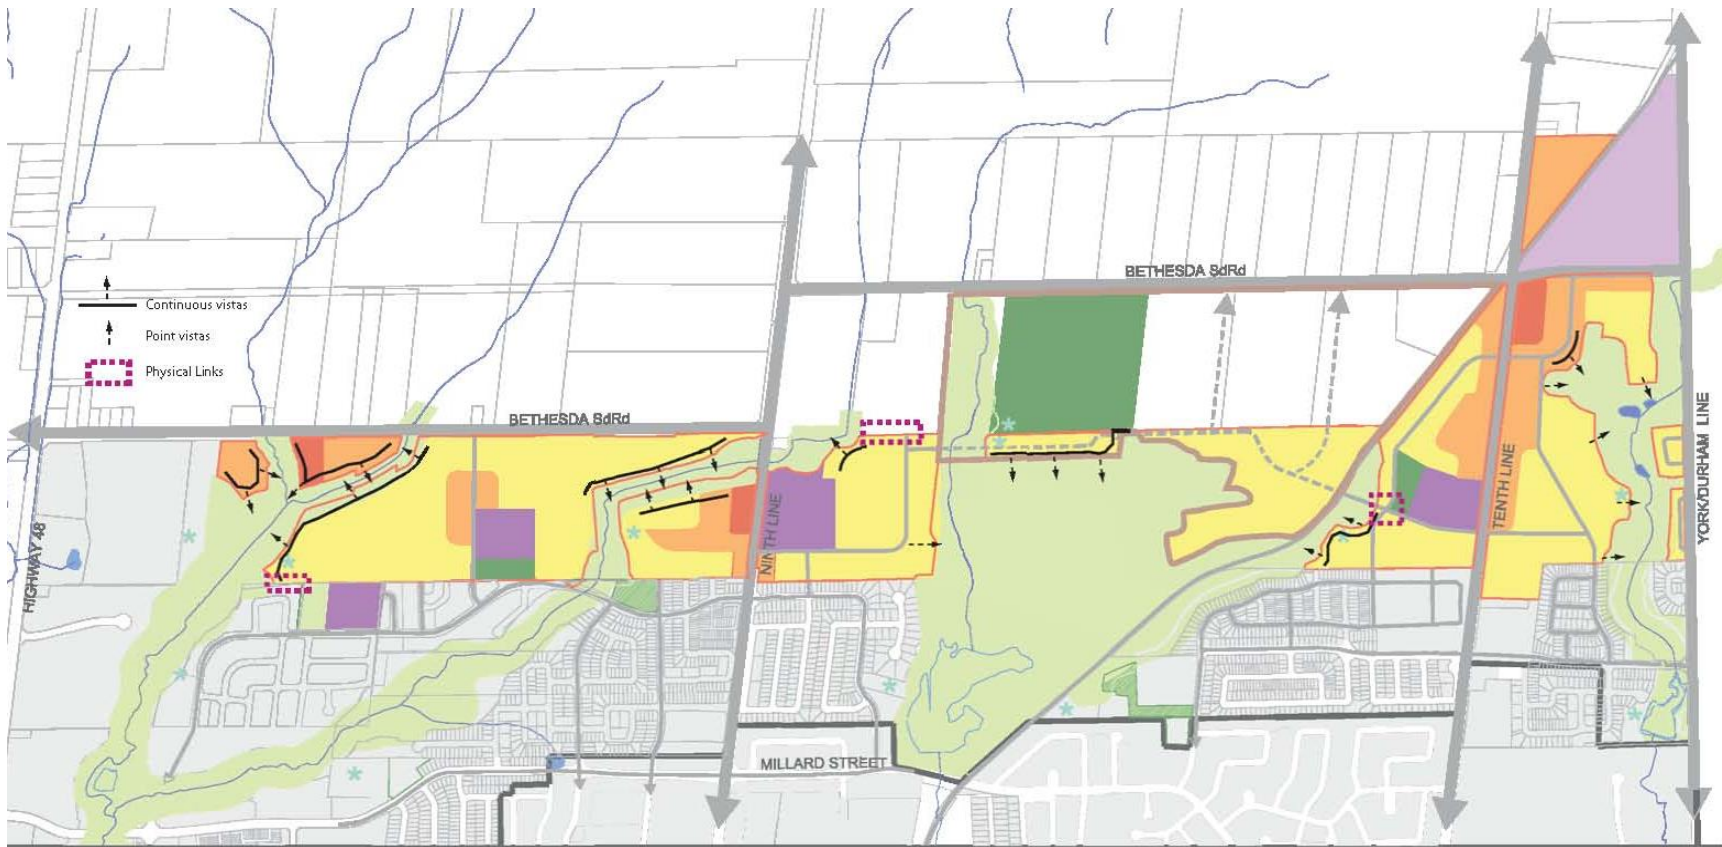 BETHESDA SdRd
Continuous vistas
Point vistas
Physical Links
BETHESDA SdRd
HIGHWAY 48
NINTH LINE
TENTH LINE
YORK/DURHAM LINE
MILLARD STREET